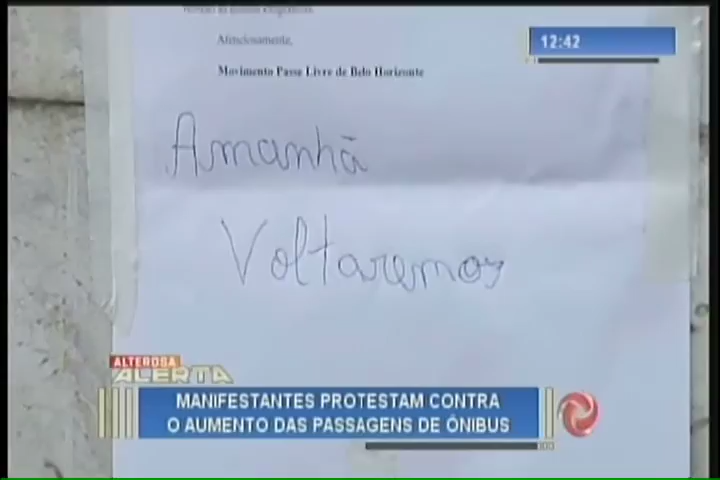 Atenciosamente,
12:42
Movimento Passe Livre de Belo Horizonte
Amanhã
Voltaremos
ALTEROSA
ALERTA
MANIFESTANTES PROTESTAM CONTRA
O AUMENTO DAS PASSAGENS DE ÔNIBUS